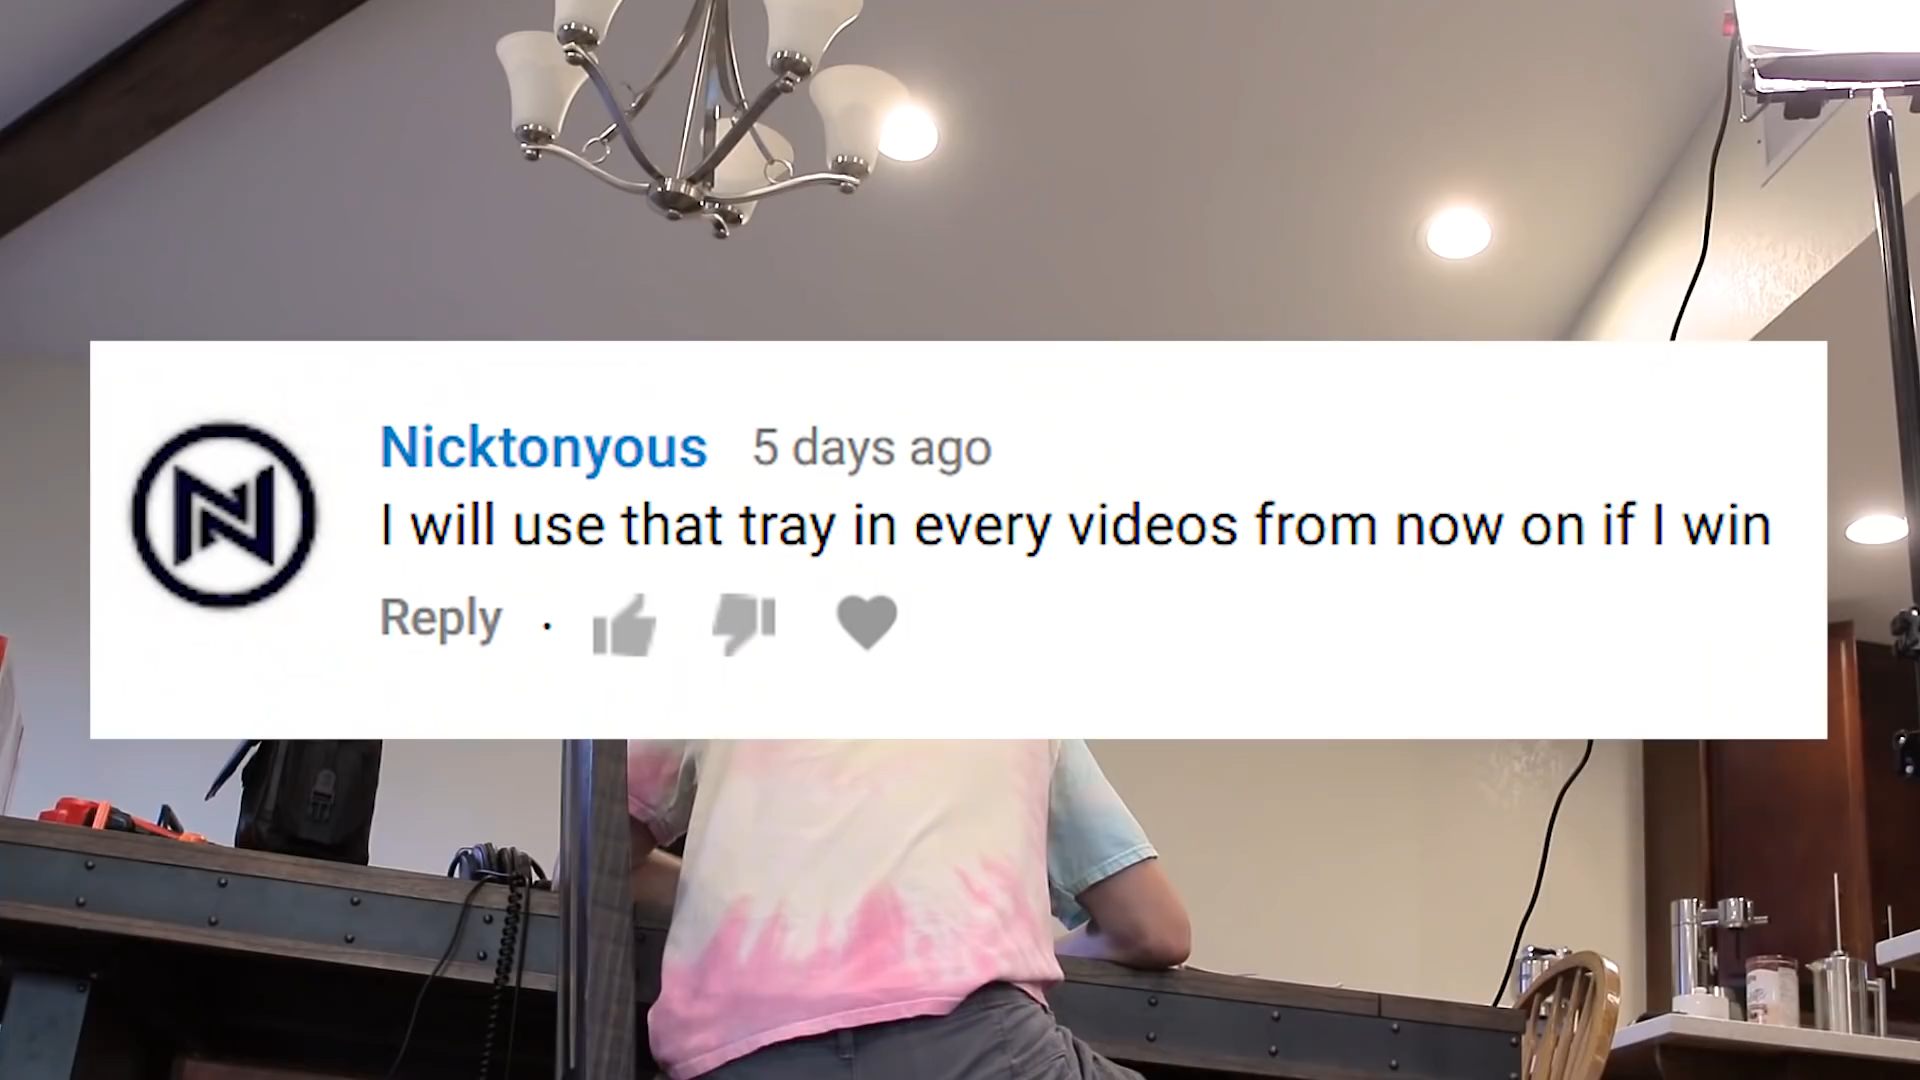 Nicktonyous 5 days ago
I will use that tray in every videos from now on if I win
Reply .